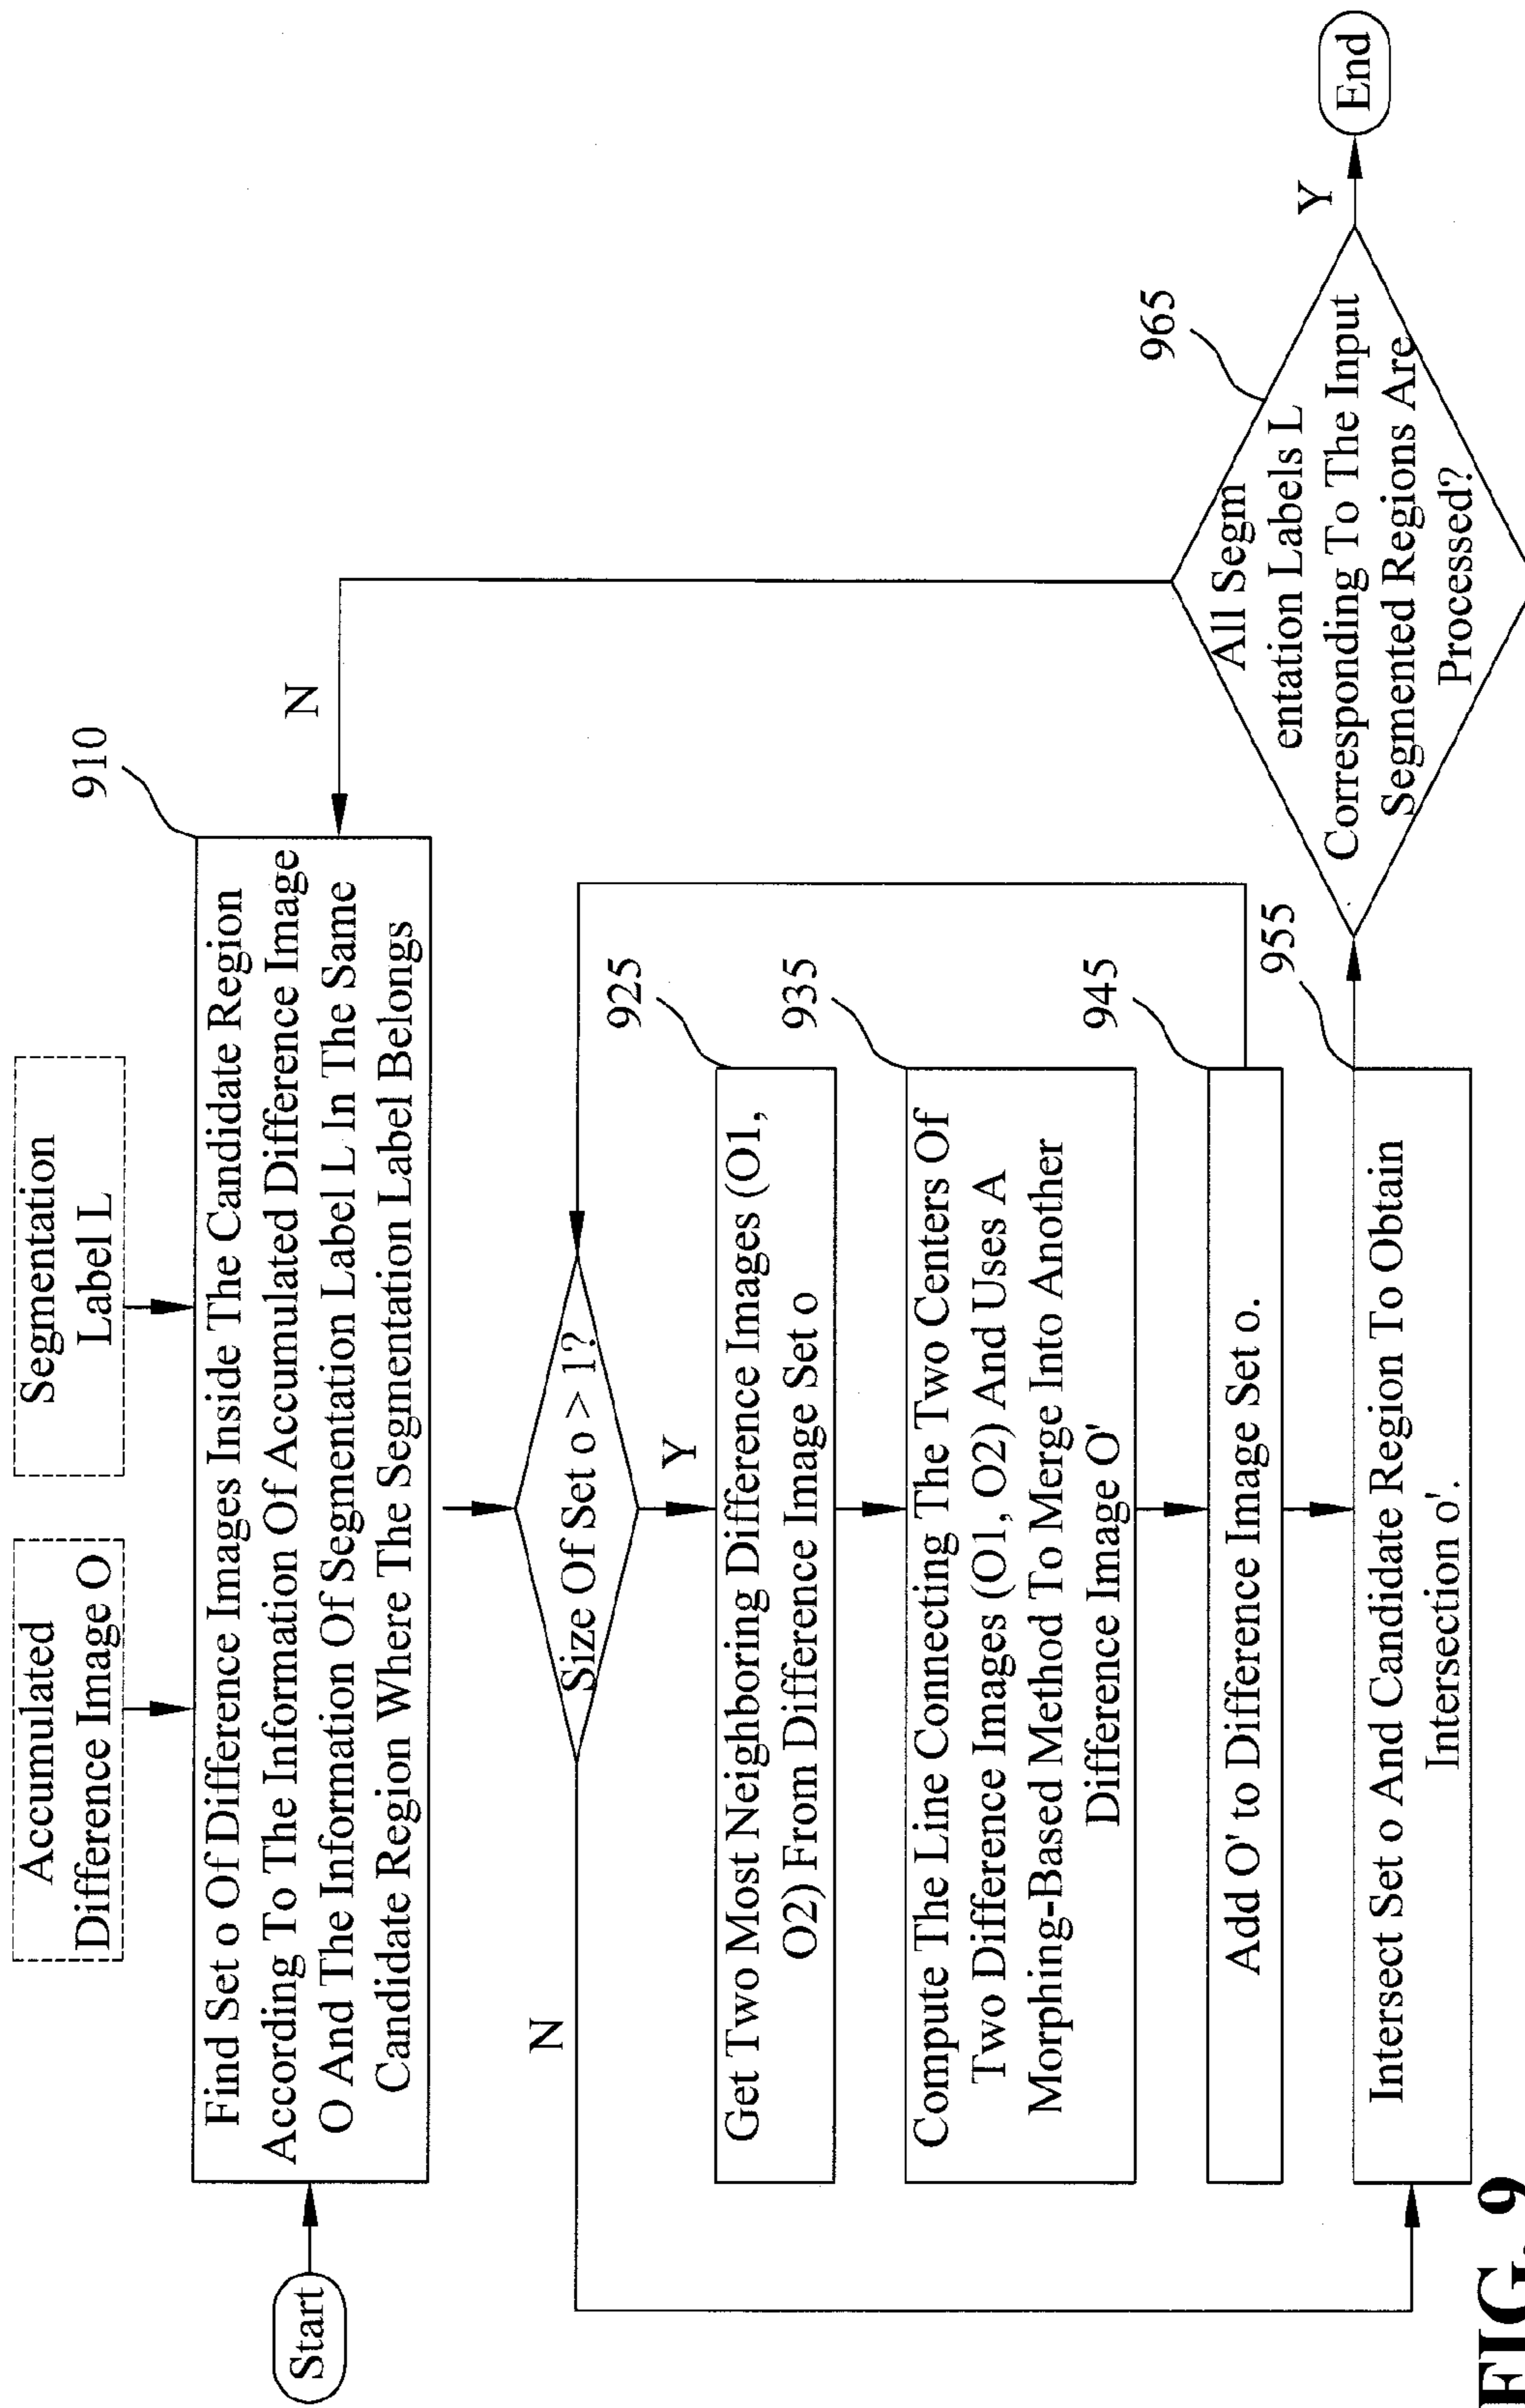 Accumulated
Difference Image O
Segmentation
Label L
910
Start
Find Set o Of Difference Images Inside The Candidate Region
According To The Information Of Accumulated Difference Image
O And The Information Of Segmentation Label L In The Same
Candidate Region Where The Segmentation Label Belongs
N
Size Of Set o > 1?
N
Y
925
Get Two Most Neighboring Difference Images (O1,
O2) From Difference Image Set o
935
Compute The Line Connecting The Two Centers Of
Two Difference Images (O1, O2) And Uses A
Morphing-Based Method To Merge Into Another
Difference Image O'
945
Add O' to Difference Image Set o.
955
Intersect Set o And Candidate Region To Obtain
Intersection o'.
965
All Segm
entation Labels L
Corresponding To The Input
Segmented Regions Are
Processed?
Y
End
FIG. 9